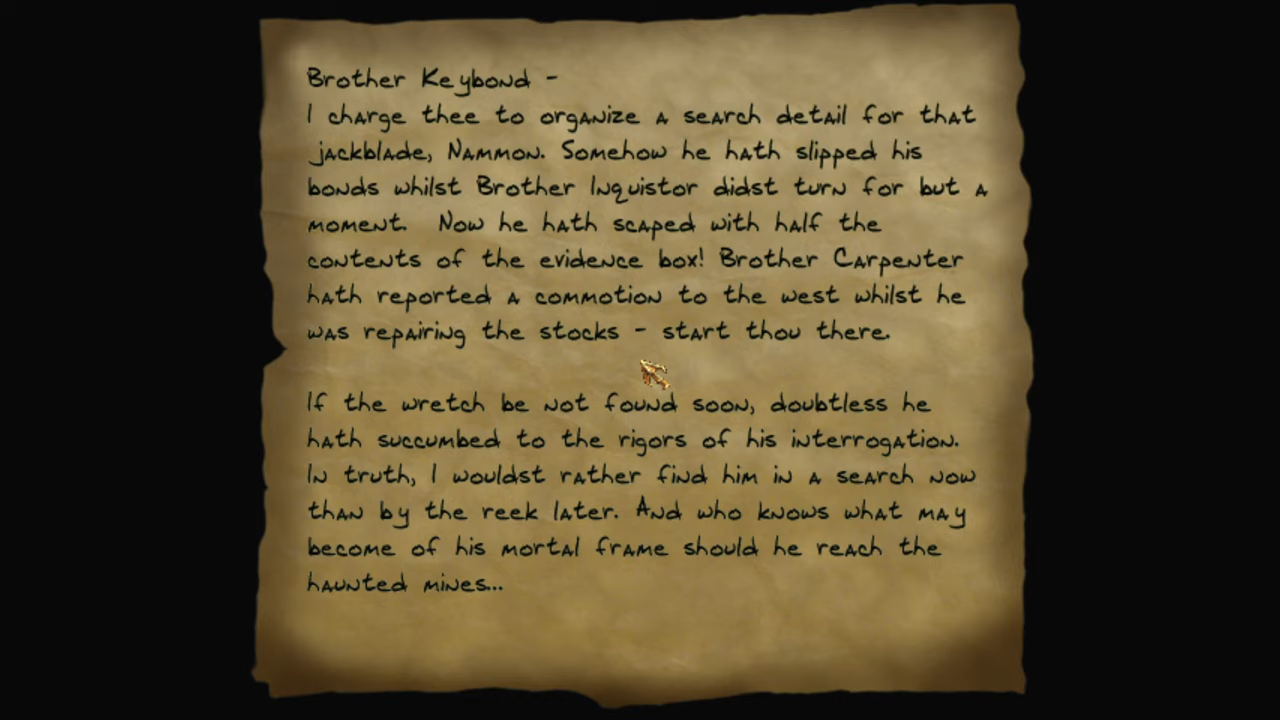 Brother Keybond -
I charge thee to organize a search detail for that
jackblade, Nammon. Somehow he hath slipped his
bonds whilst Brother Inquistor didst turn for but a
moment. Now he hath scaped with half the
contents of the evidence box! Brother Carpenter
hath reported a commotion to the west whilst he
was repairing the stocks - start thou there.
If the wretch be not found soon, doubtless he
hath succumbed to the rigors of his interrogation.
In truth, I wouldst rather find him in a search now
than by the reek later. And who knows what may
become of his mortal frame should he reach the
haunted mines...